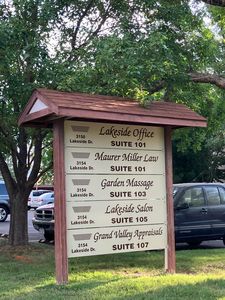 3150
Lakeside Dr.
Lakeside Office
SUITE 101
3154
Lakeside Dr.
Maurer Miller Law
SUITE 101
3154
Lakeside Dr.
Garden Massage
SUITE 103
3154
Lakeside Dr.
Lakeside Salon
SUITE 105
3154
Lakeside Dr.
Grand Valley Appraisals
SUITE 107